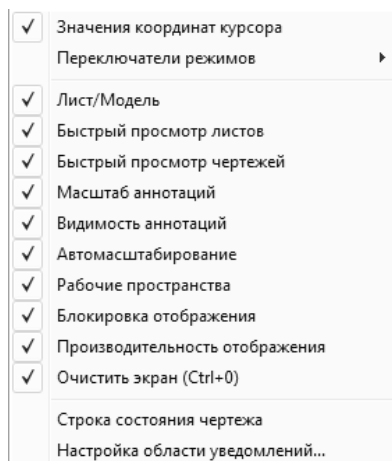 Значения координат курсора
Переключатели режимов
Лист/Модель
Быстрый просмотр листов
Быстрый просмотр чертежей
Масштаб аннотаций
Видимость аннотаций
Автомасштабирование
Рабочие пространства
Блокировка отображения
Производительность отображения
Очистить экран (Ctrl+0)
Строка состояния чертежа
Настройка области уведомлений...